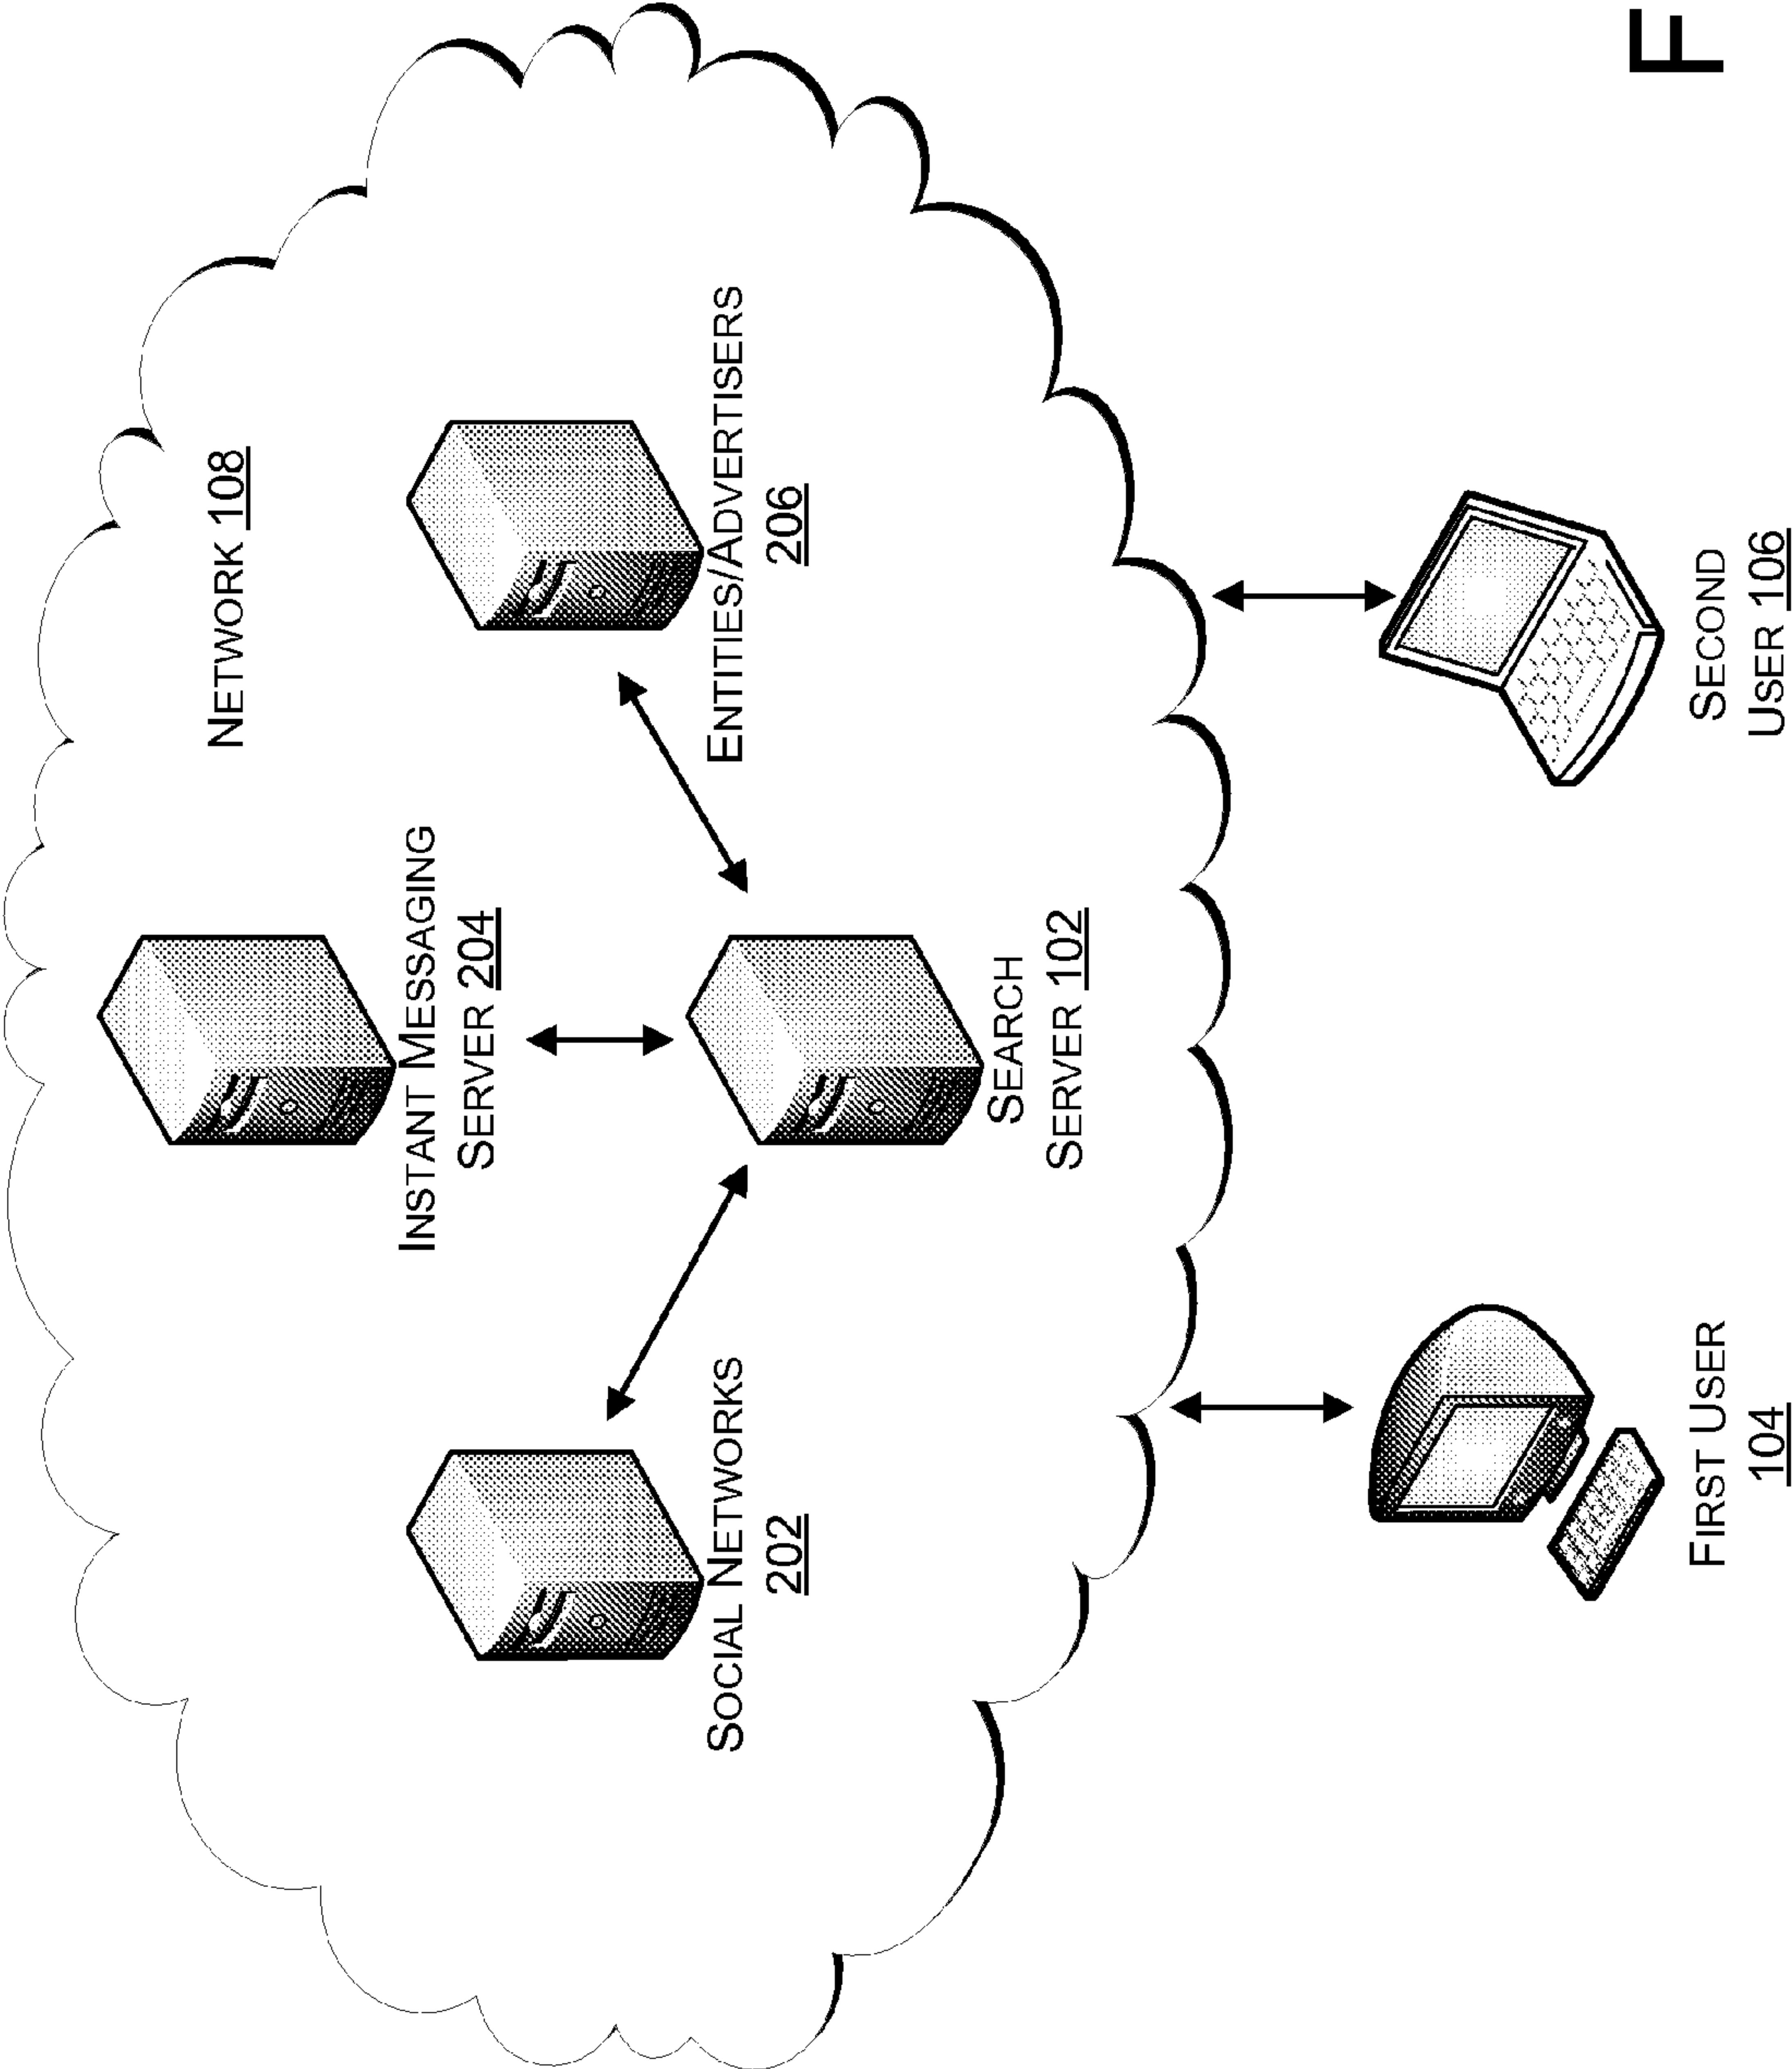 NETWORK 108
INSTANT MESSAGING
SERVER 204
SOCIAL NETWORKS
202
ENTITIES/ADVERTISERS
206
SEARCH
SERVER 102
FIRST USER
104
SECOND
USER 106
F